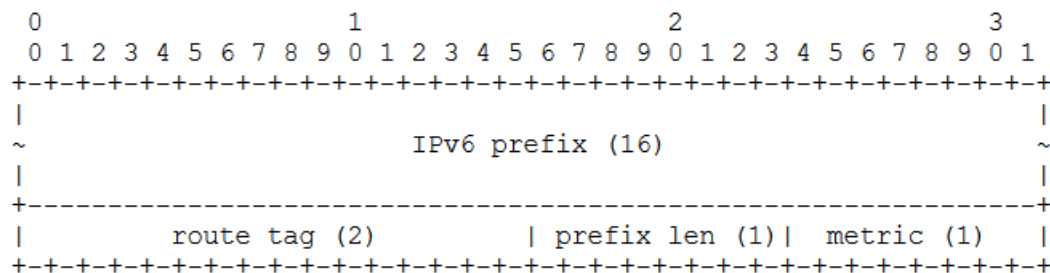 0                   1                   2                   3
0 1 2 3 4 5 6 7 8 9 0 1 2 3 4 5 6 7 8 9 0 1 2 3 4 5 6 7 8 9 0 1
+-+-+-+-+-+-+-+-+-+-+-+-+-+-+-+-+-+-+-+-+-+-+-+-+-+-+-+-+-+-+-+-+
|                                                               |
~                        IPv6 prefix (16)                       ~
|                                                               |
+---------------------------------------------------------------+
|         route tag (2)         | prefix len (1)|  metric (1)   |
+-+-+-+-+-+-+-+-+-+-+-+-+-+-+-+-+-+-+-+-+-+-+-+-+-+-+-+-+-+-+-+-+